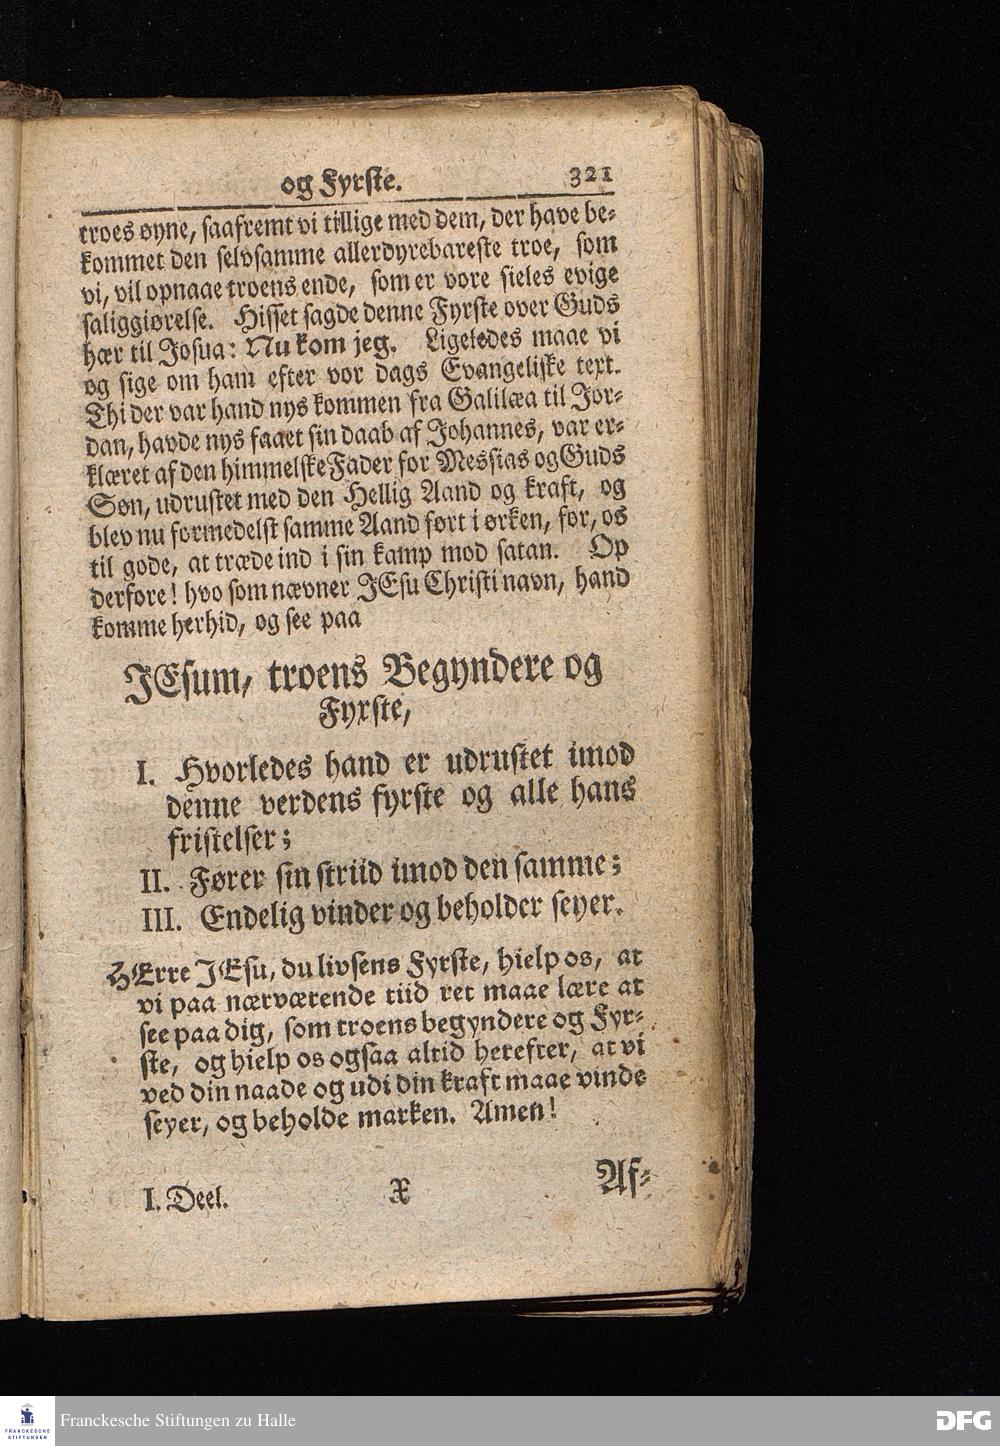 og Fyrste. 321
troes øyne, saafremt vi tillige med dem, der have be-
kommet den selvsamme allerdyrebareste troe, som
vi, vil opnaae troens ende, som er vore sieles evige
saliggiørelse. Hisset sagde denne Fyrste over Guds
hær til Josua: Nu kom jeg. Ligeledes maae vi
og sige om ham efter vor dags Evangeliske text.
Thi der var hand nys kommen fra Galilæa til Jor-
dan, havde nys faaet sin daab af Johannes, var er-
klæret af den himmelske Fader for Messias og Guds
Søn, udrustet med den Hellig Aand og kraft, og
blev nu formedelst samme Aand ført i ørken, for, os
til gode, at træde ind i sin kamp mod satan. Op
derfore! hvo som nævner JEsu Christi navn, hand
komme herhid, og see paa
JEsum, troens Begyndere og
Fyrste,
I. Hvorledes hand er udrustet imod
denne verdens fyrste og alle hans
fristelser;
II. Fører sin striid imod den samme;
III. Endelig vinder og beholder seyer.
HErre JEsu, du livsens Fyrste, hielp os, at
vi paa nærværende tiid ret maae lære at
see paa dig, som troens begyndere og Fyr-
ste, og hielp os ogsaa altid herefter, at vi
ved din naade og udi din kraft maae vinde
seyer, og beholde marken. Amen!
I. Deel. X Af-
FRANCKESCHE
STIFTUNGEN
Franckesche Stiftungen zu Halle
DFG